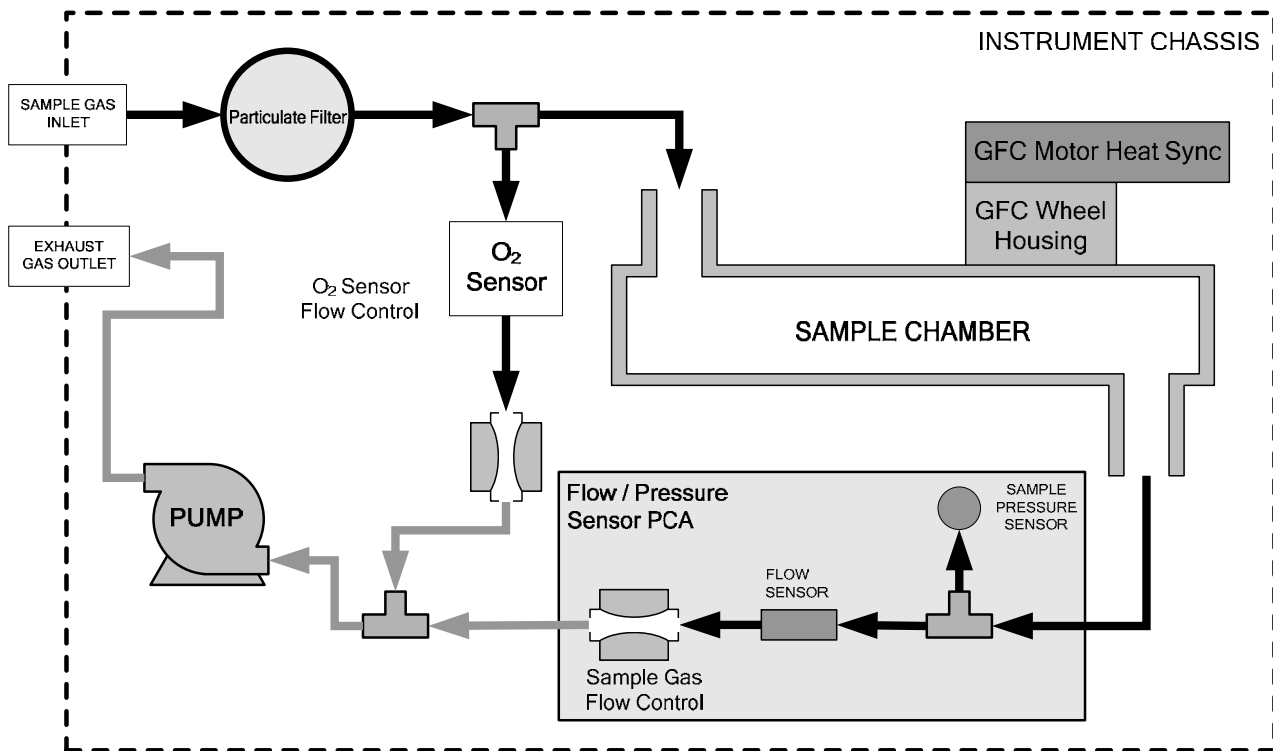 INSTRUMENT CHASSIS
SAMPLE GAS
INLET
Particulate Filter
GFC Motor Heat Sync
GFC Wheel
Housing
EXHAUST
GAS OUTLET
O₂
Sensor
O₂ Sensor
Flow Control
SAMPLE CHAMBER
PUMP
Flow / Pressure
Sensor PCA
SAMPLE
PRESSURE
SENSOR
FLOW
SENSOR
Sample Gas
Flow Control